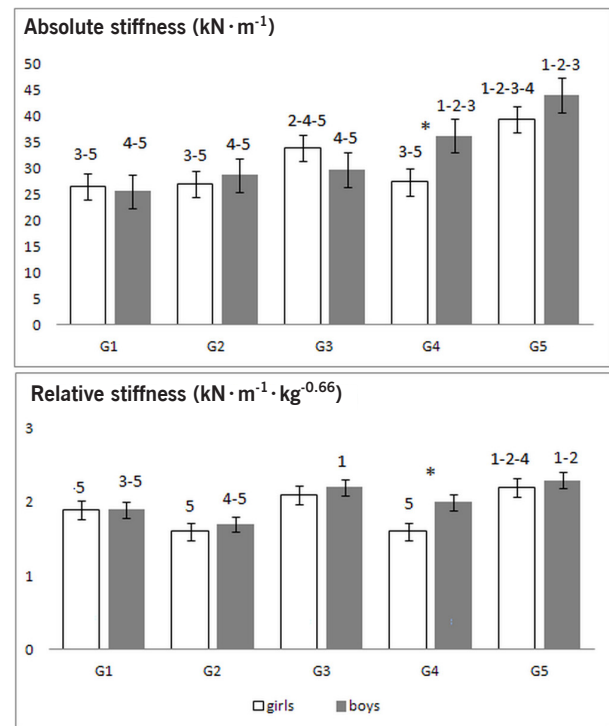 Absolute stiffness (kN·m⁻¹)
50
45
40
35
30
25
20
15
10
5
0
3-5
4-5
3-5
4-5
2-4-5
4-5
3-5
*
1-2-3
1-2-3-4
1-2-3
G1
G2
G3
G4
G5
Relative stiffness (kN·m⁻¹·kg⁻⁰·⁶⁶)
3
2
1
0
·5
3-5
5
4-5
1
5
*
1-2-4
1-2
G1
G2
G3
G4
G5
girls
boys